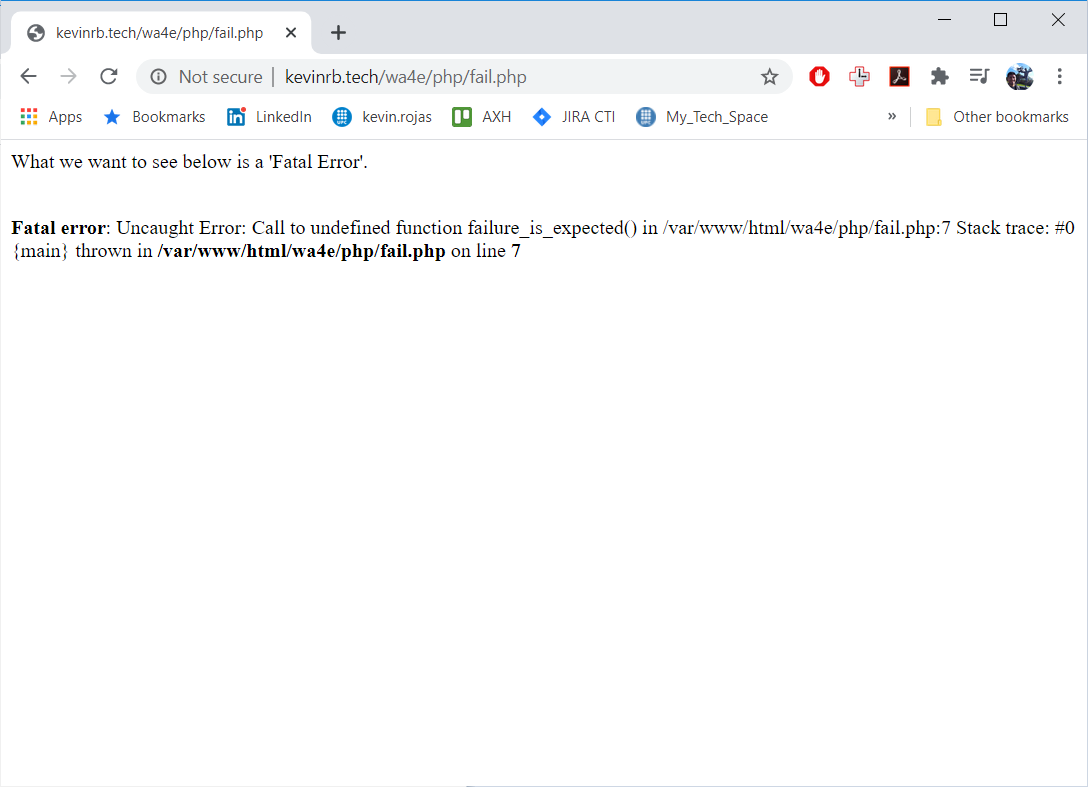 kevinrb.tech/wa4e/php/fail.php
Not secure | kevinrb.tech/wa4e/php/fail.php
Apps Bookmarks LinkedIn kevin.rojas AXH JIRA CTI My_Tech_Space » Other bookmarks
What we want to see below is a 'Fatal Error'.
Fatal error: Uncaught Error: Call to undefined function failure_is_expected() in /var/www/html/wa4e/php/fail.php:7 Stack trace: #0
{main} thrown in /var/www/html/wa4e/php/fail.php on line 7